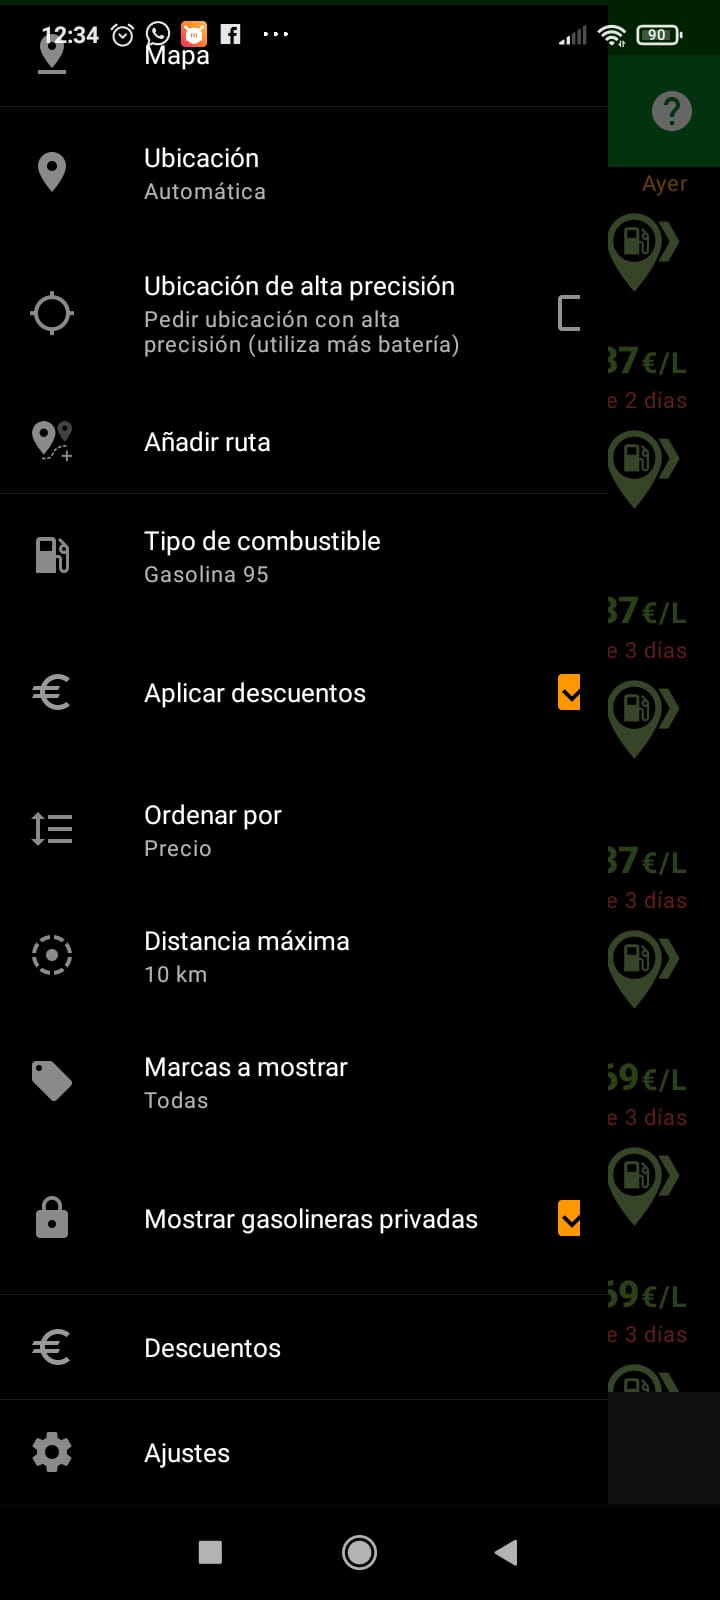 12:34
90
Mapa
Ayer
Ubicación
Automática
Ubicación de alta precisión
Pedir ubicación con alta
precisión (utiliza más batería)
37€/L
e 2 días
Añadir ruta
Tipo de combustible
Gasolina 95
37€/L
e 3 días
Aplicar descuentos
Ordenar por
Precio
37€/L
e 3 días
Distancia máxima
10 km
Marcas a mostrar
Todas
69€/L
e 3 días
Mostrar gasolineras privadas
69€/L
e 3 días
Descuentos
Ajustes